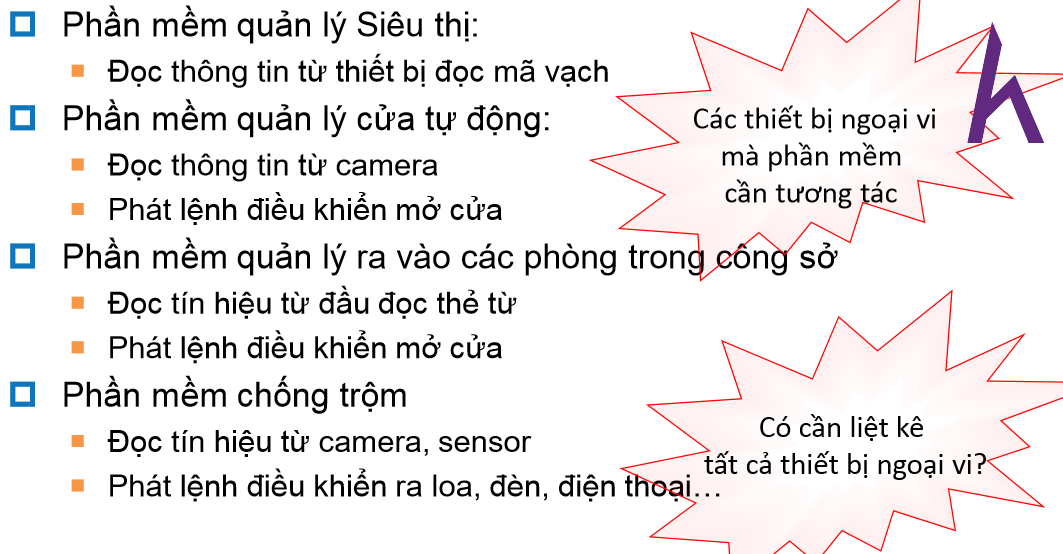 Phần mềm quản lý Siêu thị:
Đọc thông tin từ thiết bị đọc mã vạch
Phần mềm quản lý cửa tự động:
Đọc thông tin từ camera
Phát lệnh điều khiển mở cửa
Phần mềm quản lý ra vào các phòng trong công sở
Đọc tín hiệu từ đầu đọc thẻ từ
Phát lệnh điều khiển mở cửa
Phần mềm chống trộm
Đọc tín hiệu từ camera, sensor
Phát lệnh điều khiển ra loa, đèn, điện thoại…
Các thiết bị ngoại vi
mà phần mềm
cần tương tác
Có cần liệt kê
tất cả thiết bị ngoại vi?